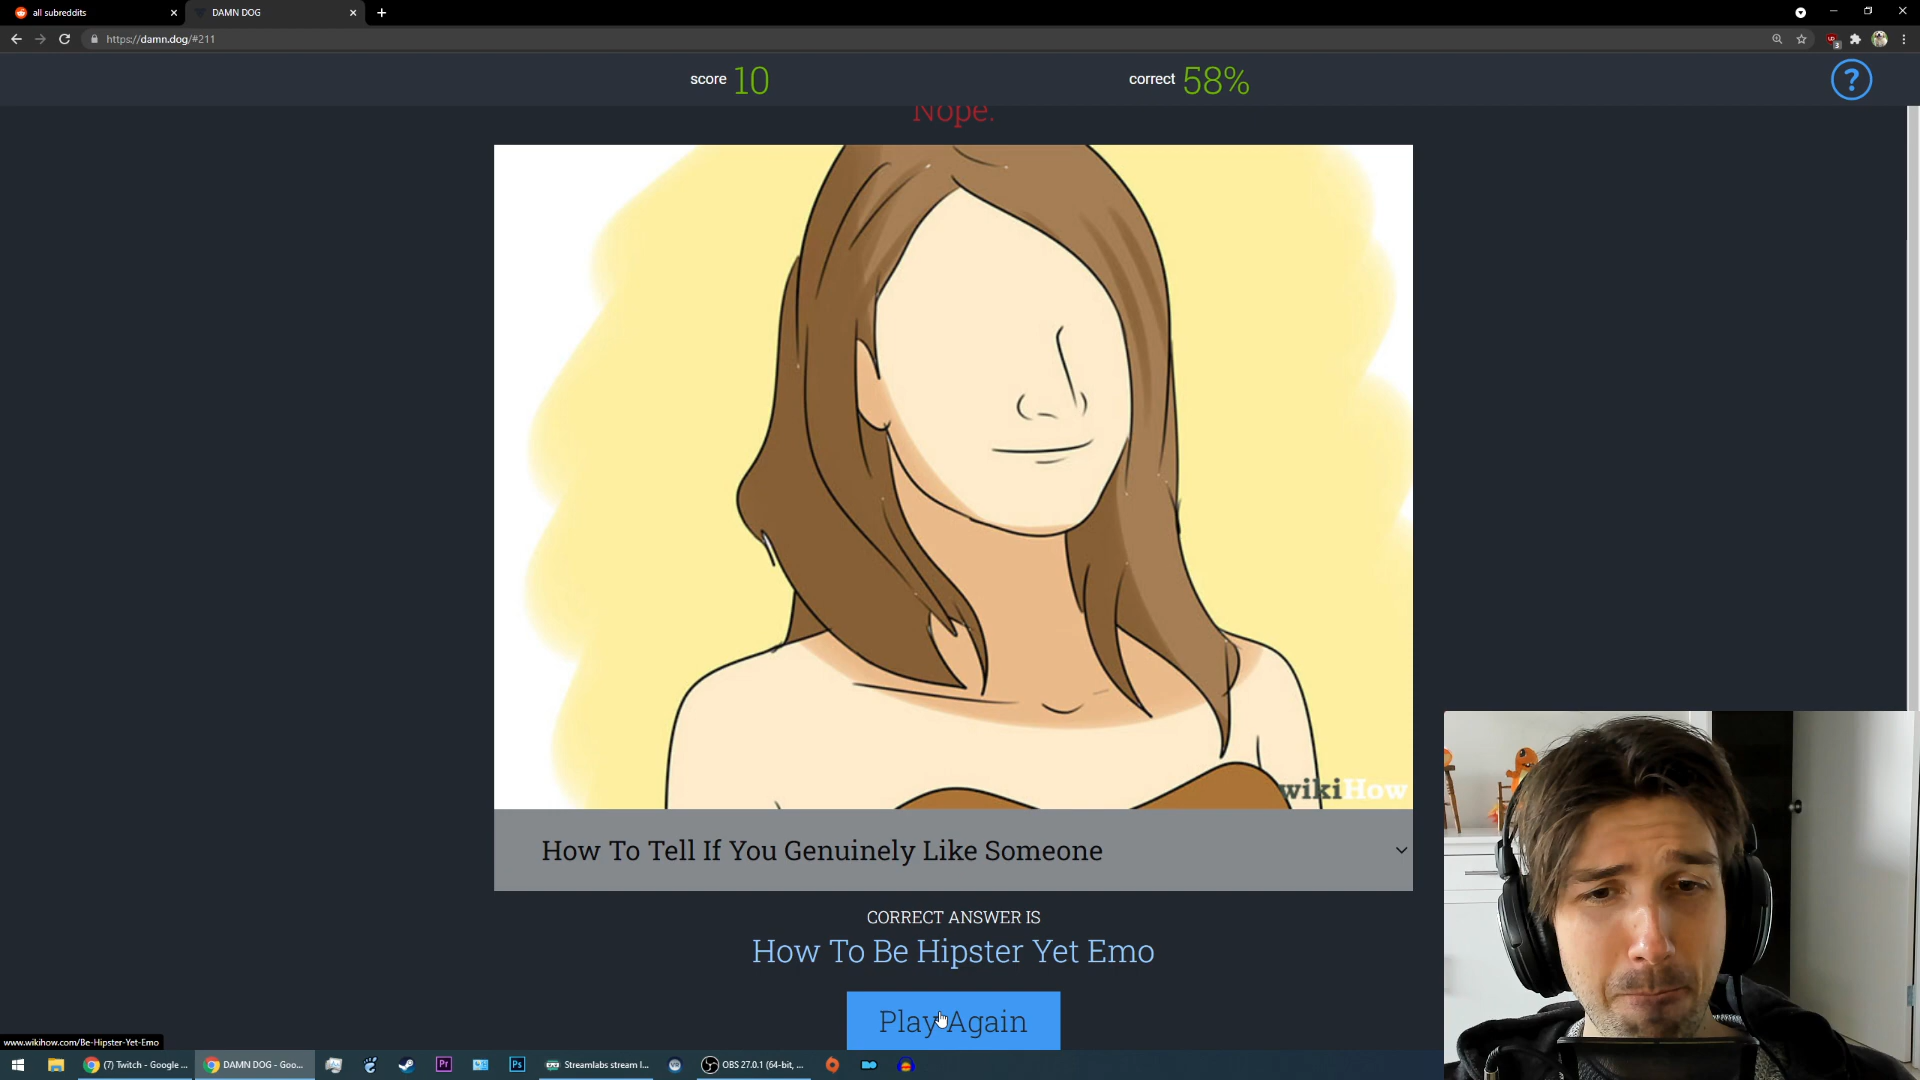 all subreddits
DAMN DOG
https://damn.dog/#211
score 10
correct 58%
?
Nope.
wikiHow
How To Tell If You Genuinely Like Someone
CORRECT ANSWER IS
How To Be Hipster Yet Emo
Play Again
www.wikihow.com/Be-Hipster-Yet-Emo
(7) Twitch - Google ...
DAMN DOG - Goo...
Pr
Ps
Streamlabs stream l...
OBS 27.0.1 (64-bit, ...